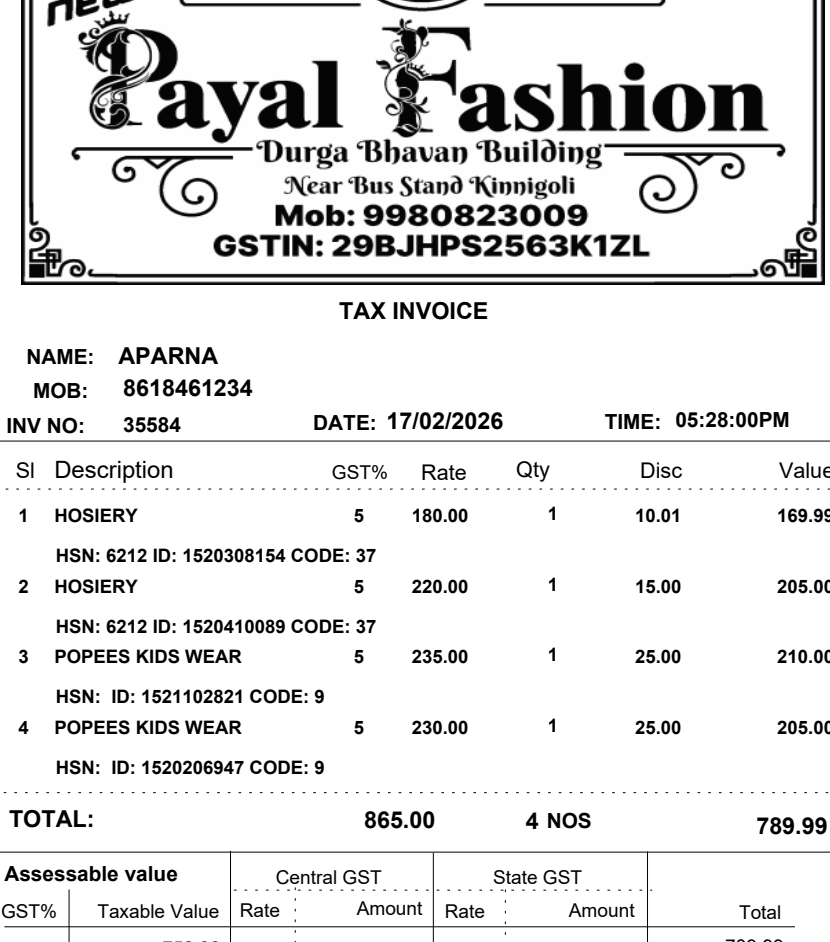 new
Payal Fashion
Durga Bhavan Building
Near Bus Stand Kinnigoli
Mob: 9980823009
GSTIN: 29BJHPS2563K1ZL
TAX INVOICE
NAME: APARNA
MOB: 8618461234
INV NO: 35584 DATE: 17/02/2026 TIME: 05:28:00PM
Sl Description GST% Rate Qty Disc Value
1 HOSIERY 5 180.00 1 10.01 169.99
HSN: 6212 ID: 1520308154 CODE: 37
2 HOSIERY 5 220.00 1 15.00 205.00
HSN: 6212 ID: 1520410089 CODE: 37
3 POPEES KIDS WEAR 5 235.00 1 25.00 210.00
HSN: ID: 1521102821 CODE: 9
4 POPEES KIDS WEAR 5 230.00 1 25.00 205.00
HSN: ID: 1520206947 CODE: 9
TOTAL: 865.00 4 NOS 789.99
Assessable value Central GST State GST
GST% Taxable Value Rate Amount Rate Amount Total